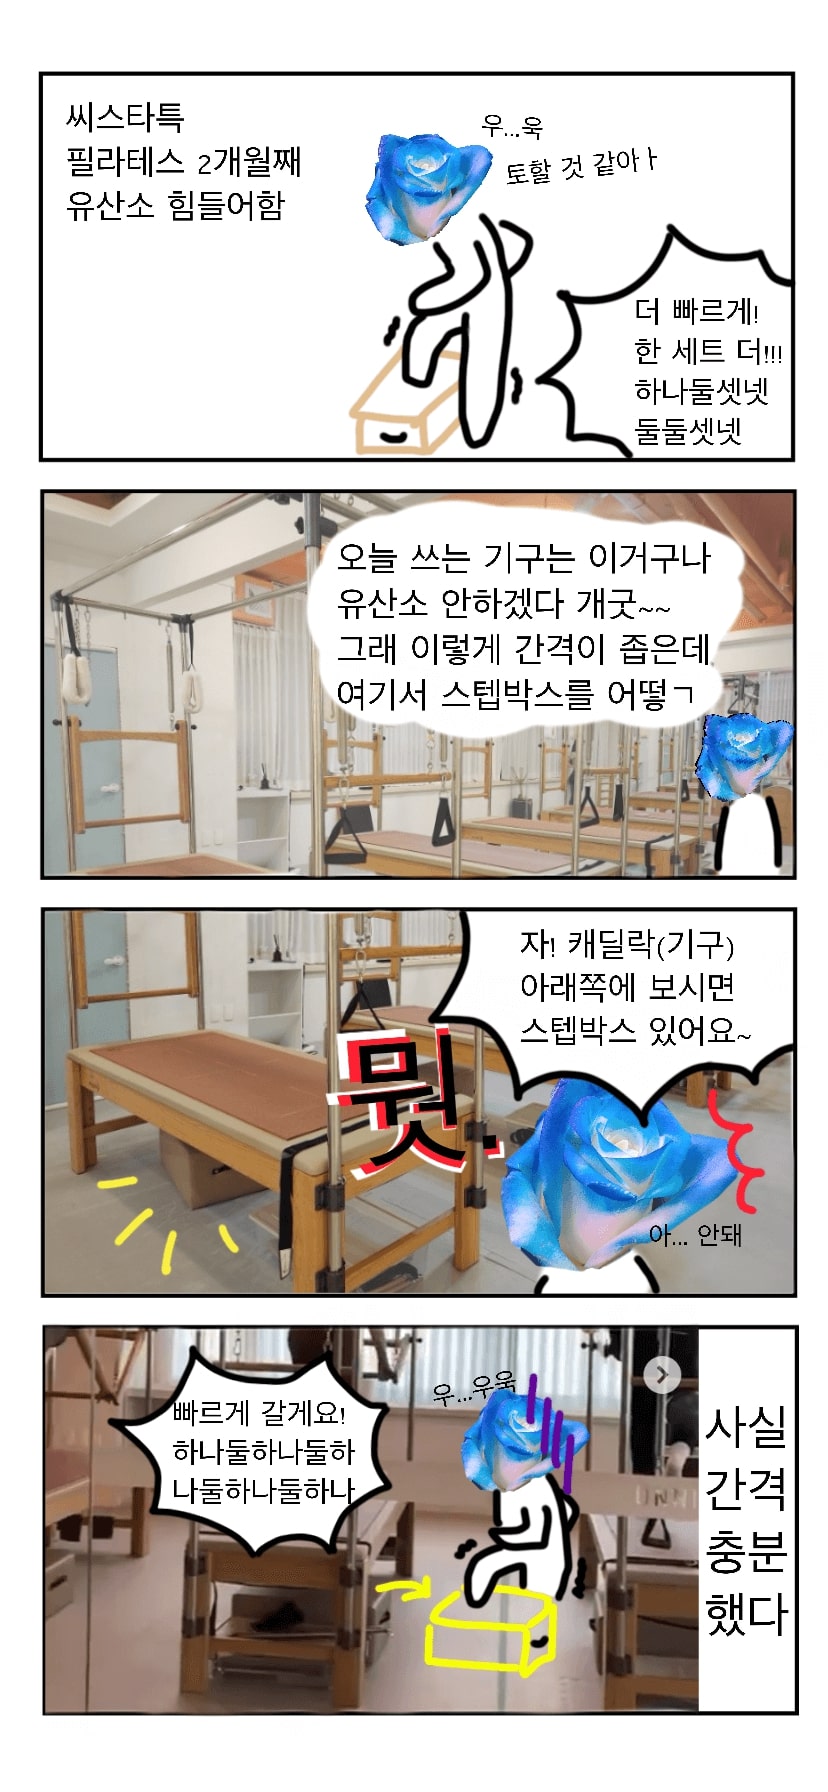 씨스타특
필라테스 2개월째
유산소 힘들어함
우...욱
토할 것 같아ㅏ
더 빠르게!
한 세트 더!!!
하나둘셋넷
둘둘셋넷
오늘 쓰는 기구는 이거구나
유산소 안하겠다 개굿~~
그래 이렇게 간격이 좁은데
여기서 스텝박스를 어떻ㄱ
자! 캐딜락(기구)
아래쪽에 보시면
스텝박스 있어요~
뭣.
아... 안돼
빠르게 갈게요!
하나둘하나둘하
나둘하나둘하나
우...우욱
사실
간격
충분
했다